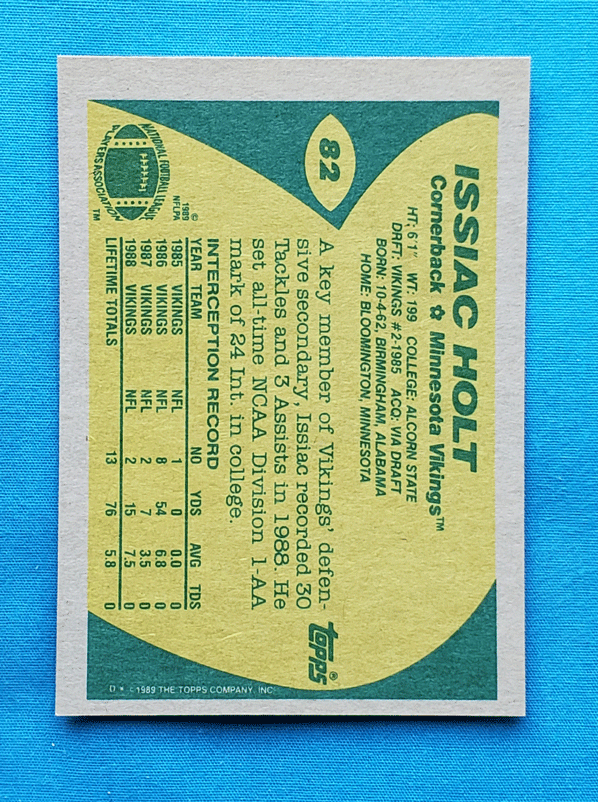 82
ISSIAC HOLT
Cornerback ✩ Minnesota Vikings™
HT: 6'1" WT: 199 COLLEGE: ALCORN STATE
DRFT: VIKINGS #2-1985 ACQ: VIA DRAFT
BORN: 10-4-62, BIRMINGHAM, ALABAMA
HOME: BLOOMINGTON, MINNESOTA
A key member of Vikings' defen-
sive secondary, Issiac recorded 30
Tackles and 3 Assists in 1988. He
set all-time NCAA Division 1-AA
mark of 24 Int. in college.
topps®
INTERCEPTION RECORD
YEAR TEAM NO YDS AVG TDS
1985 VIKINGS NFL 1 0 0.0 0
1986 VIKINGS NFL 8 54 6.8 0
1987 VIKINGS NFL 2 7 3.5 0
1988 VIKINGS NFL 2 15 7.5 0
LIFETIME TOTALS 13 76 5.8 0
NATIONAL FOOTBALL LEAGUE
PLAYERS ASSOCIATION™
©
1989
NFLPA
D * © 1989 THE TOPPS COMPANY, INC.